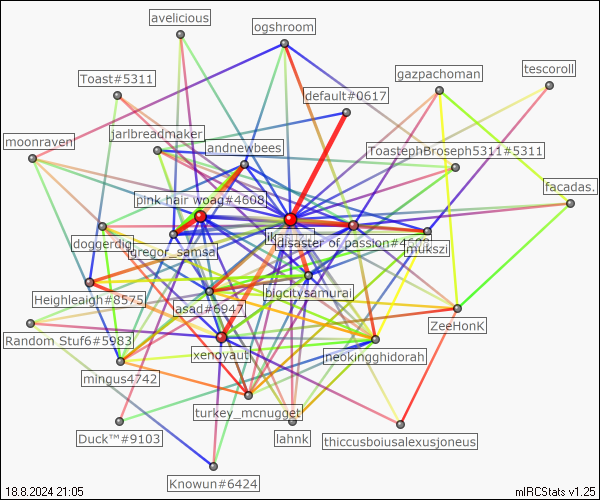 avelicious
ogshroom
Toast#5311
gazpachoman
tescoroll
default#0617
moonraven
jarlbreadmaker
andnewbees
ToastephBroseph5311#5311
pink hair woag#4608
facadas.
doggerdig
gregor_samsa
disaster of passion#4608
mukszi
Heighleaigh#8575
asad#6947
bigcitysamurai
ZeeHonK
Random Stuf6#5983
xenoyaut
neokingghidorah
mingus4742
turkey_mcnugget
Duck™#9103
lahnk
thiccusboiusalexusjoneus
Knowun#6424
18.8.2024 21:05
mIRCStats v1.25